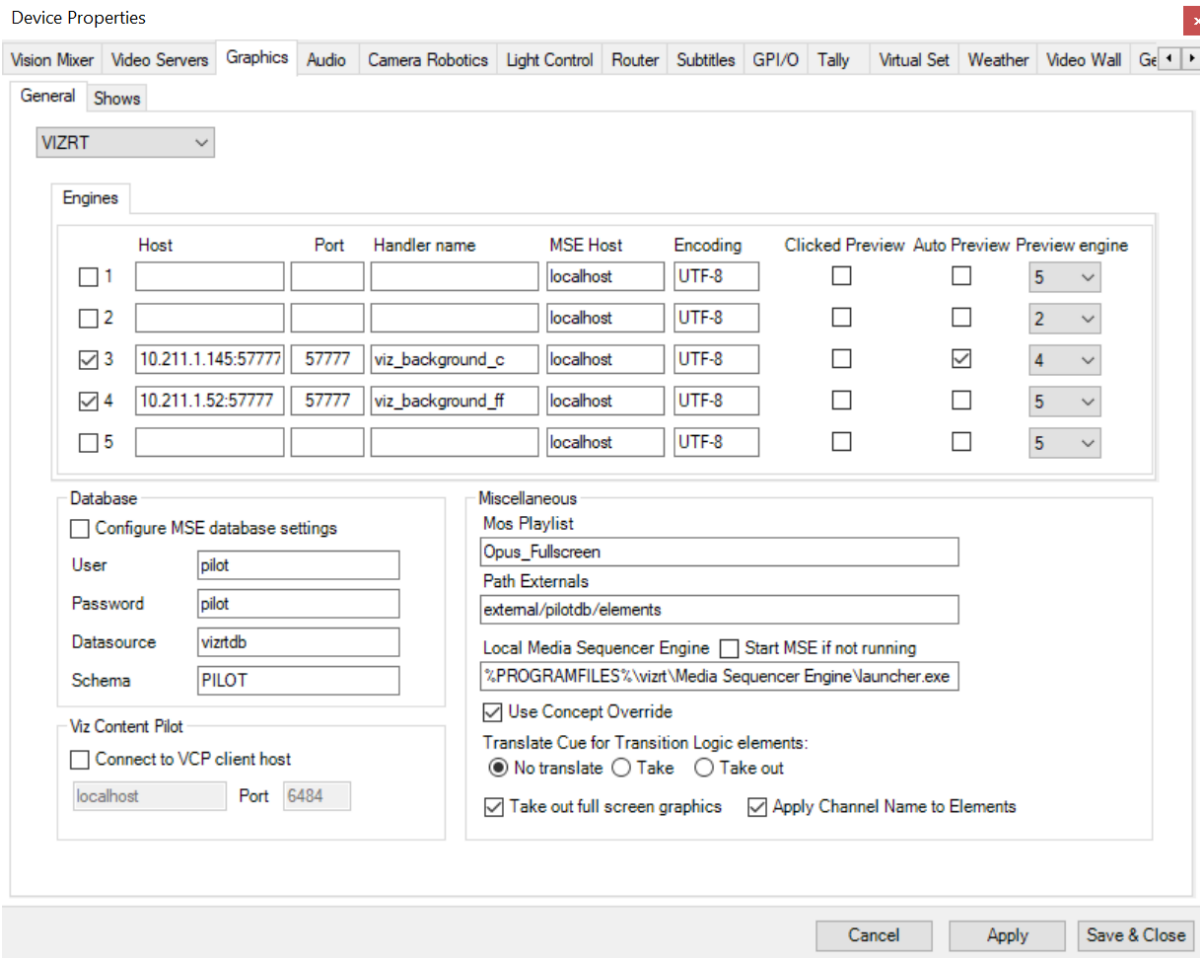 Device Properties
Vision Mixer Video Servers Graphics Audio Camera Robotics Light Control Router Subtitles GPI/O Tally Virtual Set Weather Video Wall
General Shows
VIZRT
Engines
Host Port Handler name MSE Host Encoding Clicked Preview Auto Preview Preview engine
1 localhost UTF-8 5
2 localhost UTF-8 2
3 10.211.1.145:57777 57777 viz_background_c localhost UTF-8 4
4 10.211.1.52:57777 57777 viz_background_ff localhost UTF-8 5
5 localhost UTF-8 5
Database
Configure MSE database settings
User pilot
Password pilot
Datasource vizrtdb
Schema PILOT
Viz Content Pilot
Connect to VCP client host
localhost Port 6484
Miscellaneous
Mos Playlist
Opus_Fullscreen
Path Externals
external/pilotdb/elements
Local Media Sequencer Engine Start MSE if not running
%PROGRAMFILES%\vizrt\Media Sequencer Engine\launcher.exe
Use Concept Override
Translate Cue for Transition Logic elements:
No translate Take Take out
Take out full screen graphics Apply Channel Name to Elements
Cancel Apply Save & Close